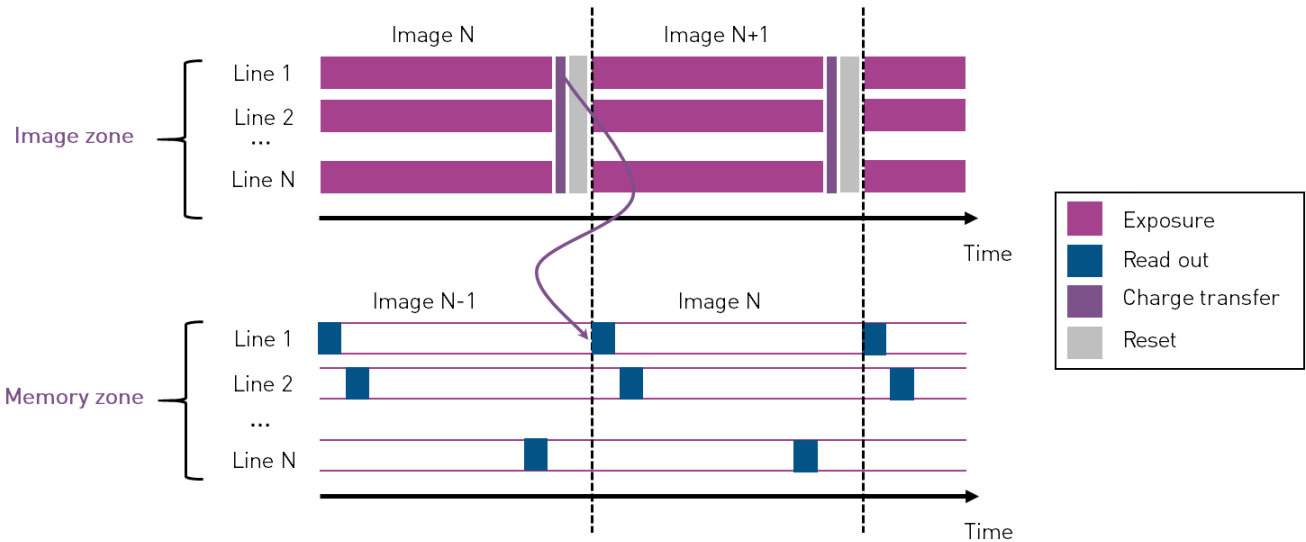 Image N
Image N+1
Image zone
Line 1
Line 2
...
Line N
Time
Exposure
Read out
Charge transfer
Reset
Image N-1
Image N
Memory zone
Line 1
Line 2
...
Line N
Time